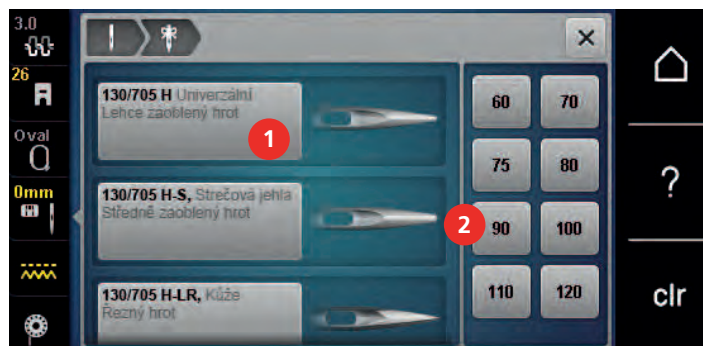 3.0
26
Oval
0mm
130/705 H Univerzální
Lehce zaoblený hrot
1
130/705 H-S, Strečová jehla
Středně zaoblený hrot
2
130/705 H-LR, Kůže
Řezný hrot
60 70
75 80
90 100
110 120
?
clr